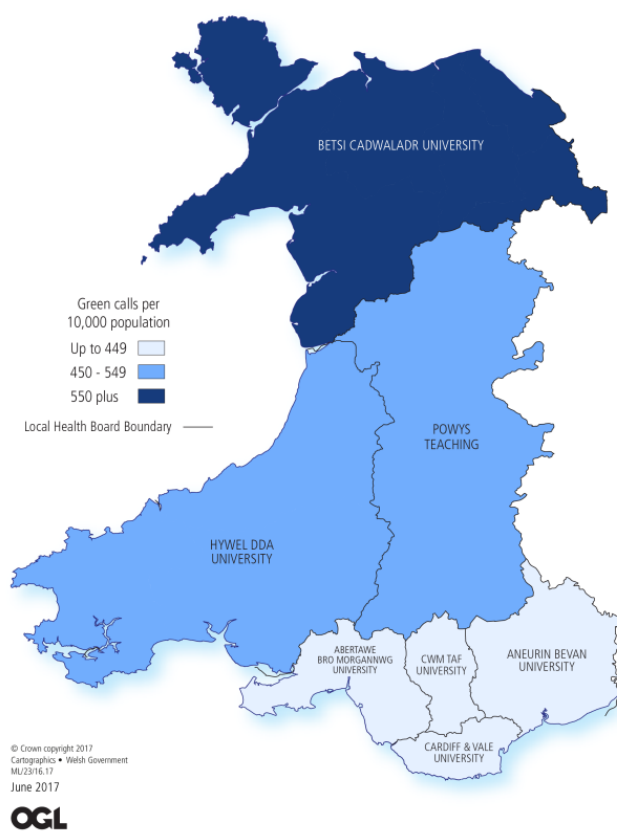 BETSI CADWALADR UNIVERSITY
Green calls per
10,000 population
Up to 449
450 - 549
550 plus
Local Health Board Boundary
POWYS
TEACHING
HYWEL DDA
UNIVERSITY
ABERTAWE
BRO MORGANNWG
UNIVERSITY
CWM TAF
UNIVERSITY
ANEURIN BEVAN
UNIVERSITY
CARDIFF & VALE
UNIVERSITY
© Crown copyright 2017
Cartographics • Welsh Government
ML/23/16.17
June 2017
OGL